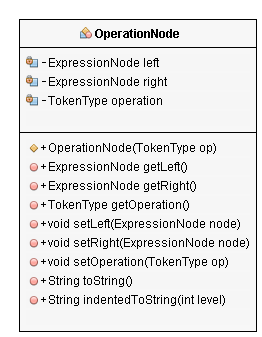 OperationNode
-ExpressionNode left
-ExpressionNode right
-TokenType operation
+OperationNode(TokenType op)
+ExpressionNode getLeft()
+ExpressionNode getRight()
+TokenType getOperation()
+void setLeft(ExpressionNode node)
+void setRight(ExpressionNode node)
+void setOperation(TokenType op)
+String toString()
+String indentedToString(int level)